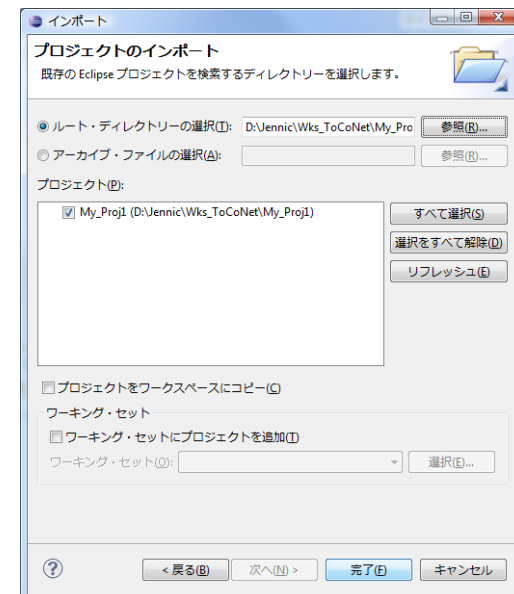 インポート
プロジェクトのインポート
既存の Eclipse プロジェクトを検索するディレクトリーを選択します。
ルート・ディレクトリーの選択(T): D:\Jennic\Wks_ToCoNet\My_Pro 参照(R)...
アーカイブ・ファイルの選択(A): 参照(R)...
プロジェクト(P):
My_Proj1 (D:\Jennic\Wks_ToCoNet\My_Proj1) すべて選択(S)
選択をすべて解除(D)
リフレッシュ(E)
プロジェクトをワークスペースにコピー(C)
ワーキング・セット
ワーキング・セットにプロジェクトを追加(T)
ワーキング・セット(O): 選択(E)...
? < 戻る(B) 次へ(N) > 完了(F) キャンセル